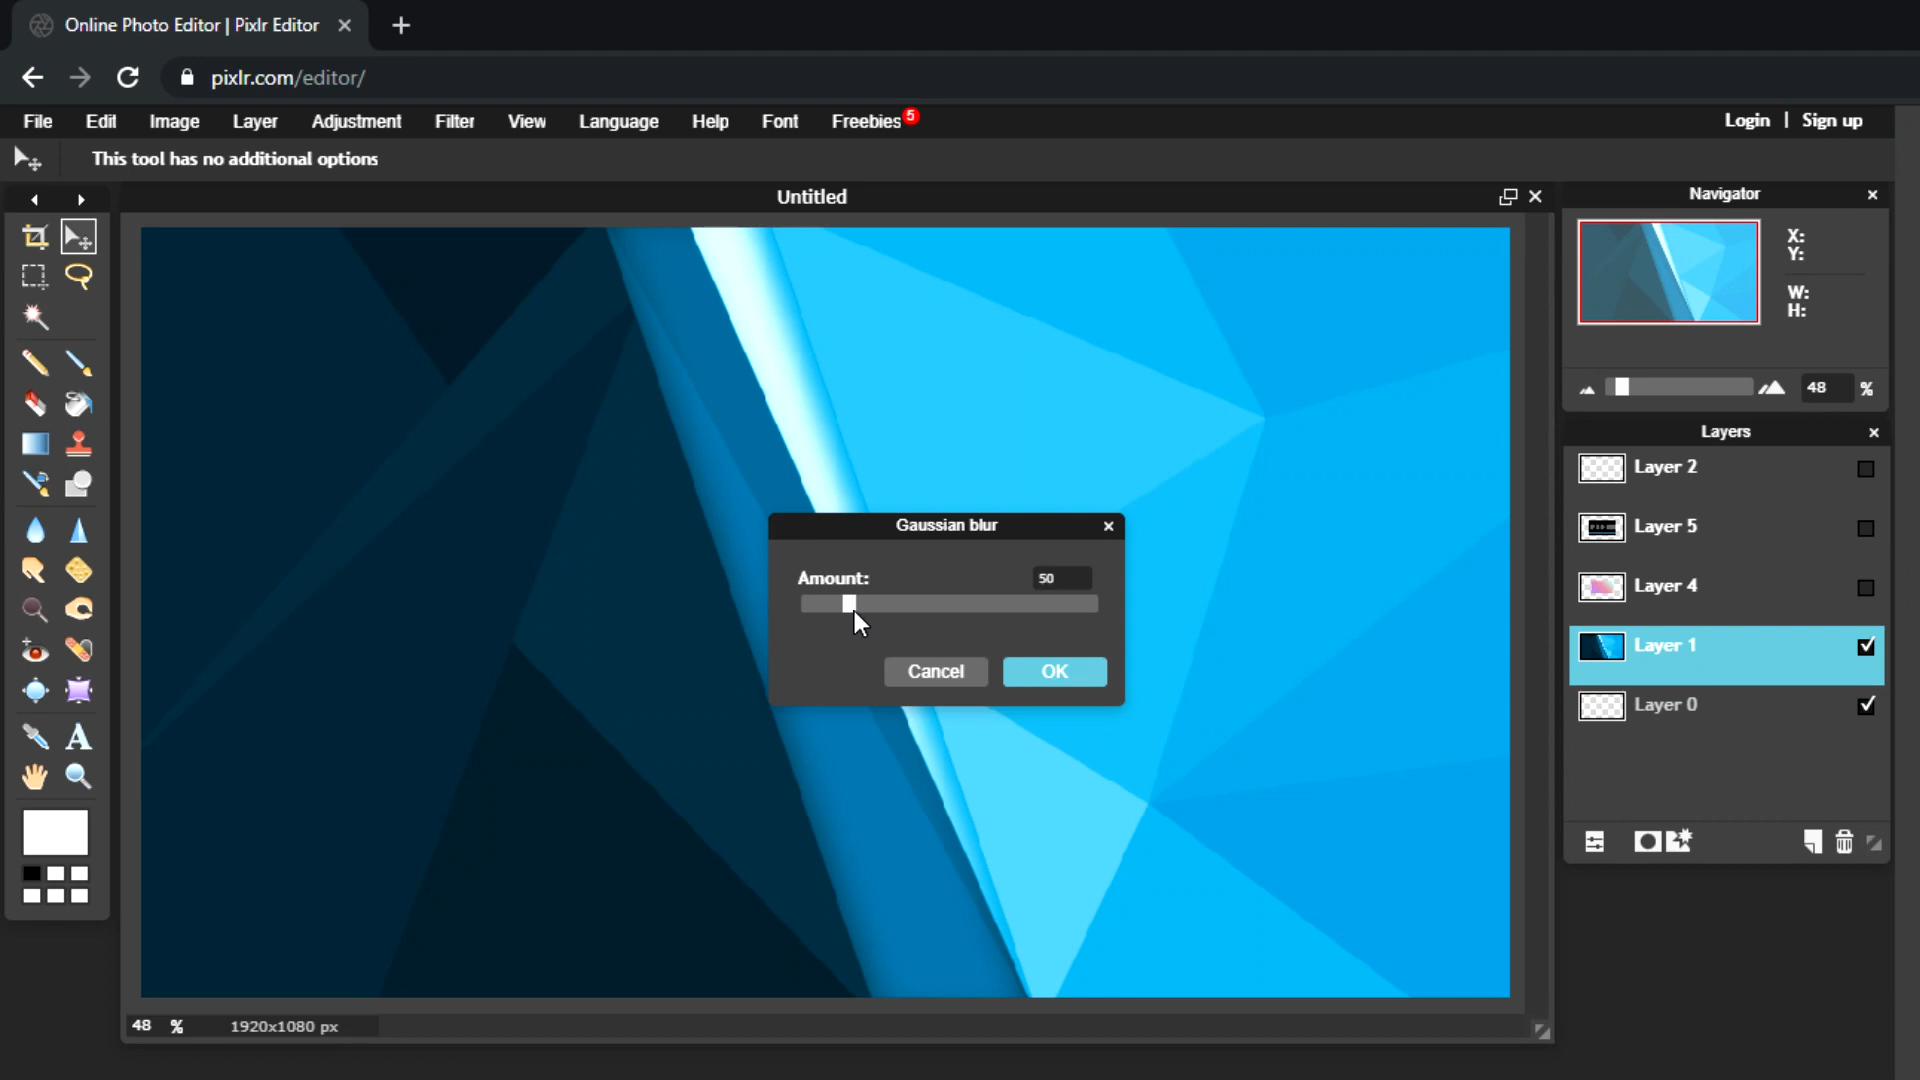 Online Photo Editor | Pixlr Editor
pixlr.com/editor/
File Edit Image Layer Adjustment Filter View Language Help Font Freebies 5 Login | Sign up
This tool has no additional options
Untitled
Navigator
X:
Y:
W:
H:
48 %
Layers
Layer 2
Layer 5
Layer 4
Layer 1
Layer 0
Gaussian blur
Amount: 50
Cancel OK
A
48 % 1920x1080 px